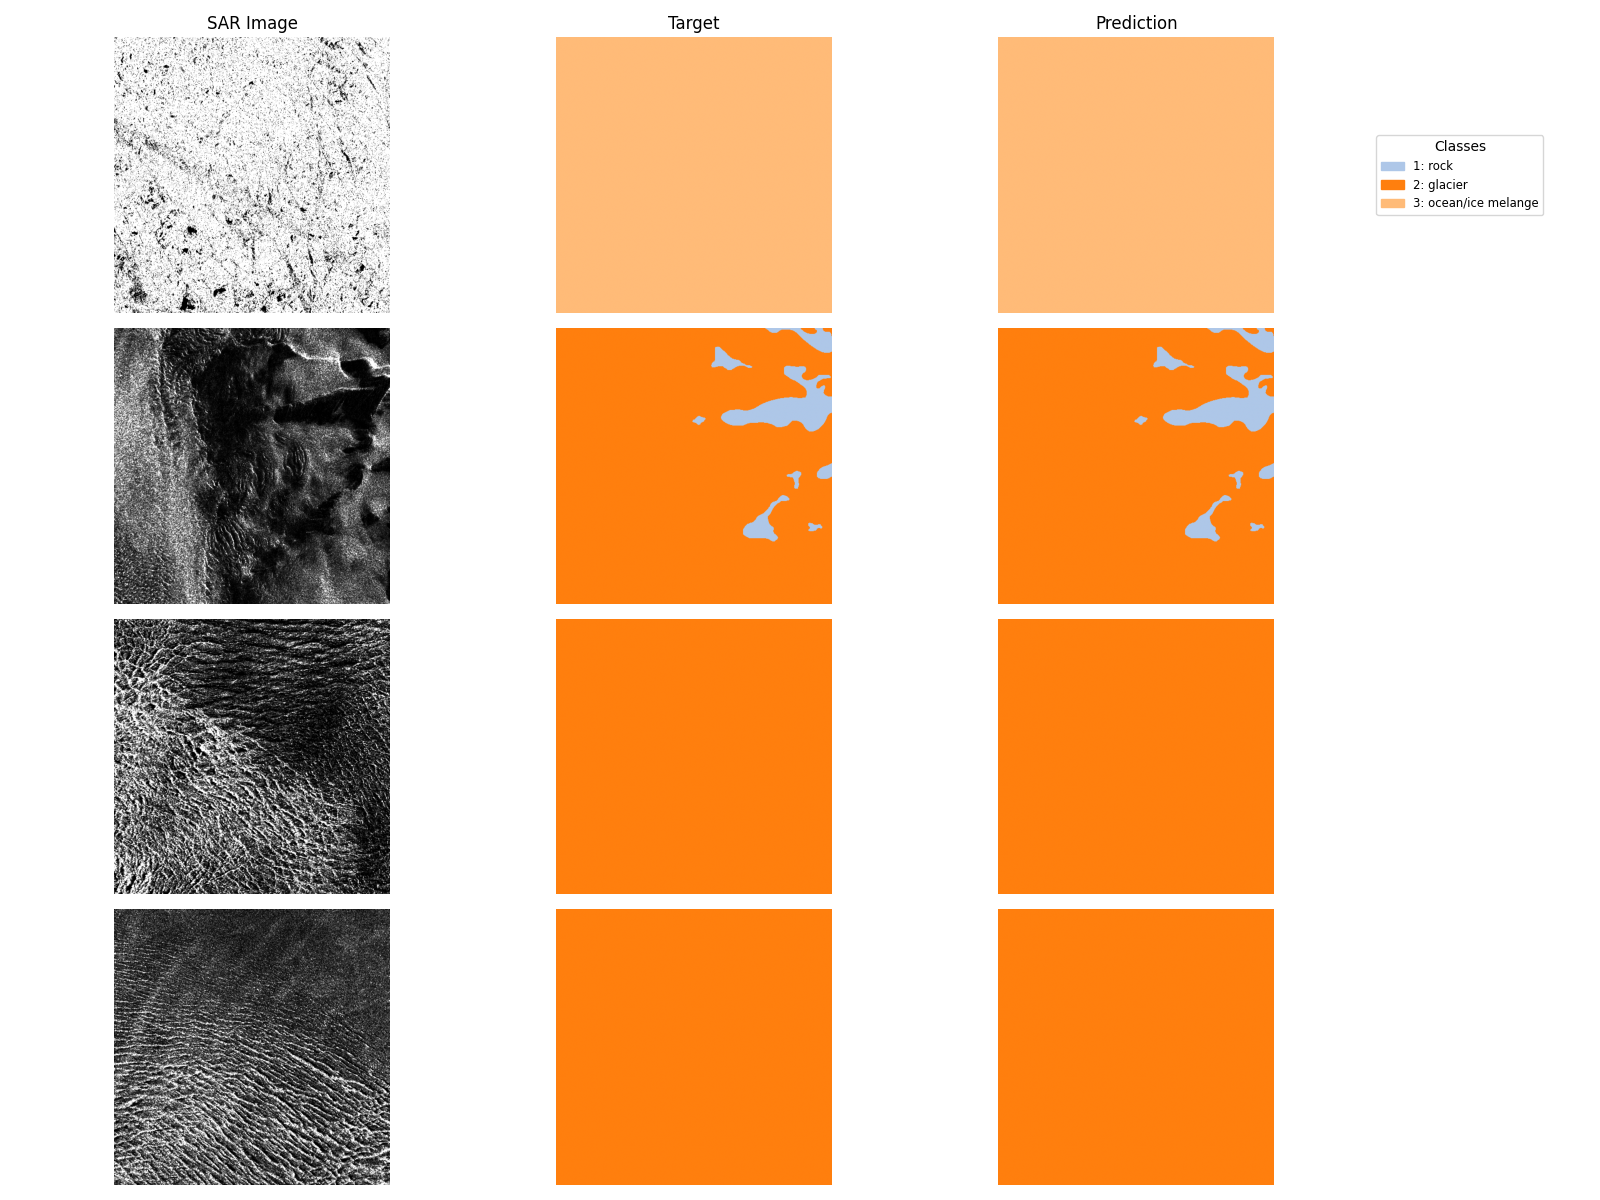 SAR Image
Target
Prediction
Classes
1: rock
2: glacier
3: ocean/ice melange